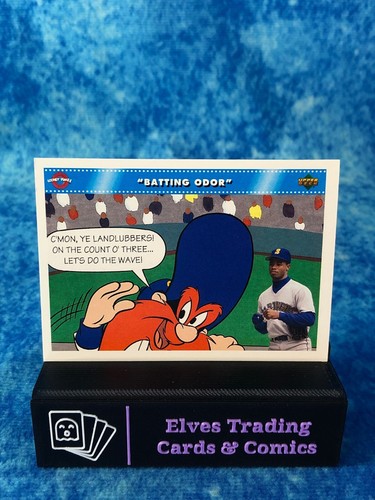 "BATTING ODOR"
C'MON, YE LANDLUBBERS!
ON THE COUNT O' THREE...
LET'S DO THE WAVE!
Elves Trading
Cards & Comics